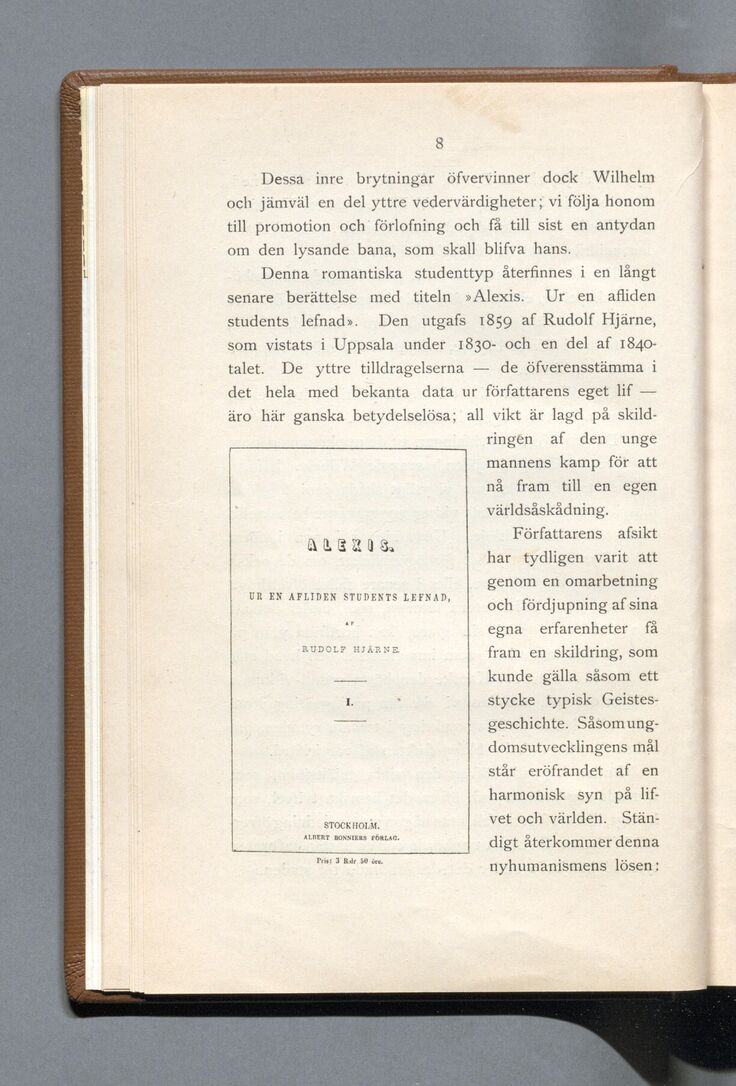 8
Dessa inre brytningar öfvervinner dock Wilhelm
och jämväl en del yttre vedervärdigheter; vi följa honom
till promotion och förlofning och få till sist en antydan
om den lysande bana, som skall blifva hans.
Denna romantiska studenttyp återfinnes i en långt
senare berättelse med titeln »Alexis. Ur en afliden
students lefnad». Den utgafs 1859 af Rudolf Hjärne,
som vistats i Uppsala under 1830- och en del af 1840-
talet. De yttre tilldragelserna — de öfverensstämma i
det hela med bekanta data ur författarens eget lif —
äro här ganska betydelselösa; all vikt är lagd på skild-
ringen af den unge
mannens kamp för att
nå fram till en egen
världsåskådning.
Författarens afsikt
har tydligen varit att
genom en omarbetning
och fördjupning af sina
egna erfarenheter få
fram en skildring, som
kunde gälla såsom ett
stycke typisk Geistes-
geschichte. Såsom ung-
domsutvecklingens mål
står eröfrandet af en
harmonisk syn på lif-
vet och världen. Stän-
digt återkommer denna
nyhumanismens lösen:
ALEXIS.
UR EN AFLIDEN STUDENTS LEFNAD,
AF
RUDOLF HJÄRNE.
I.
STOCKHOLM.
ALBERT BONNIERS FÖRLAG.
Pris: 3 R:dr 50 öre.